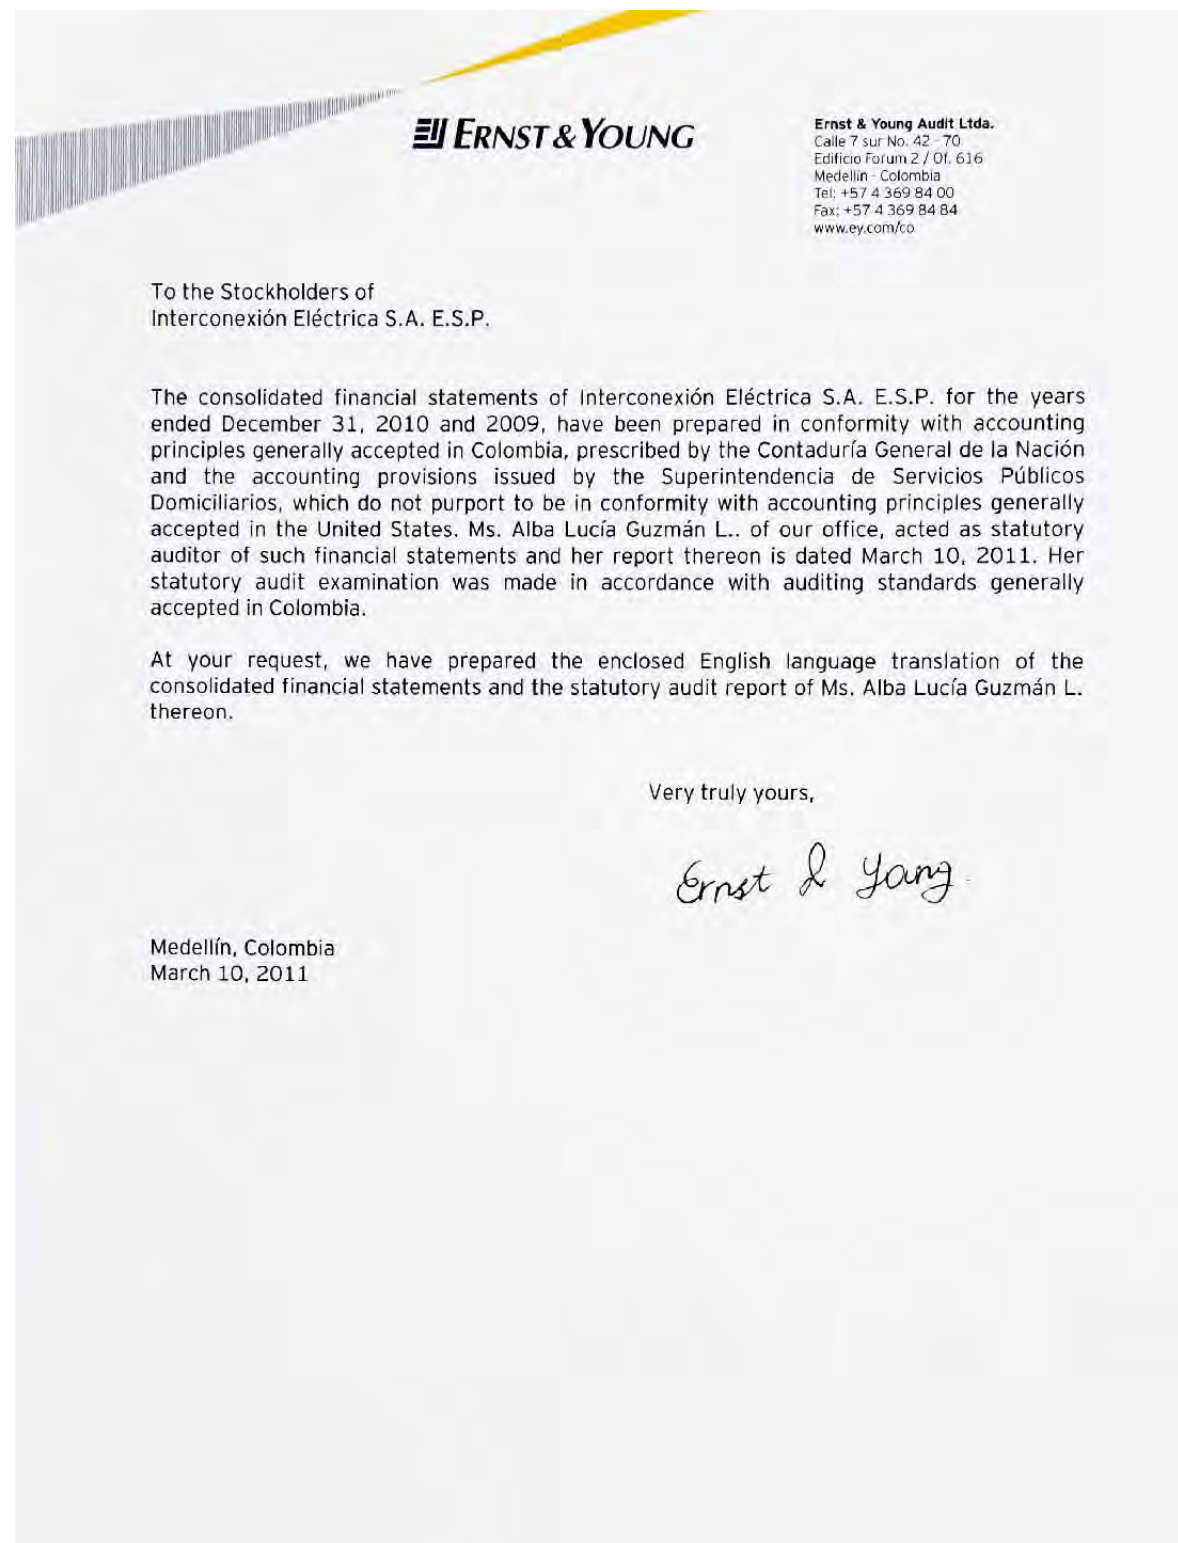 ERNST & YOUNG
Ernst & Young Audit Ltda.
Calle 7 sur No. 42 - 70
Edificio Forum 2 / Of. 616
Medellín - Colombia
Tel: +57 4 369 84 00
Fax: +57 4 369 84 84
www.ey.com/co
To the Stockholders of
Interconexión Eléctrica S.A. E.S.P.
The consolidated financial statements of Interconexión Eléctrica S.A. E.S.P. for the years
ended December 31, 2010 and 2009, have been prepared in conformity with accounting
principles generally accepted in Colombia, prescribed by the Contaduría General de la Nación
and the accounting provisions issued by the Superintendencia de Servicios Públicos
Domiciliarios, which do not purport to be in conformity with accounting principles generally
accepted in the United States. Ms. Alba Lucía Guzmán L.. of our office, acted as statutory
auditor of such financial statements and her report thereon is dated March 10, 2011. Her
statutory audit examination was made in accordance with auditing standards generally
accepted in Colombia.
At your request, we have prepared the enclosed English language translation of the
consolidated financial statements and the statutory audit report of Ms. Alba Lucía Guzmán L.
thereon.
Very truly yours,
Ernst & Young
Medellín, Colombia
March 10, 2011